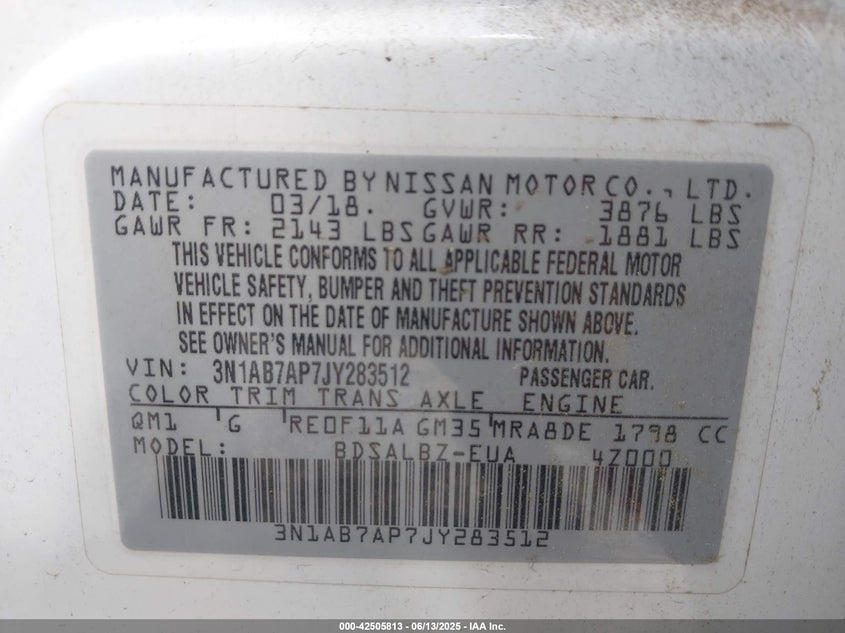 MANUFACTURED BY NISSAN MOTOR CO., LTD.
DATE: 03/18. GVWR: 3876 LBS
GAWR FR: 2143 LBS GAWR RR: 1881 LBS
THIS VEHICLE CONFORMS TO ALL APPLICABLE FEDERAL MOTOR
VEHICLE SAFETY, BUMPER AND THEFT PREVENTION STANDARDS
IN EFFECT ON THE DATE OF MANUFACTURE SHOWN ABOVE.
SEE OWNER'S MANUAL FOR ADDITIONAL INFORMATION.
VIN: 3N1AB7AP7JY283512 PASSENGER CAR.
COLOR TRIM TRANS AXLE ENGINE
QM1 G RE0F11A GM35 MRA8DE 1798 CC
MODEL: BDSALBZ-EUA 4Z000
3N1AB7AP7JY283512
000-42505813 - 06/13/2025 - IAA Inc.